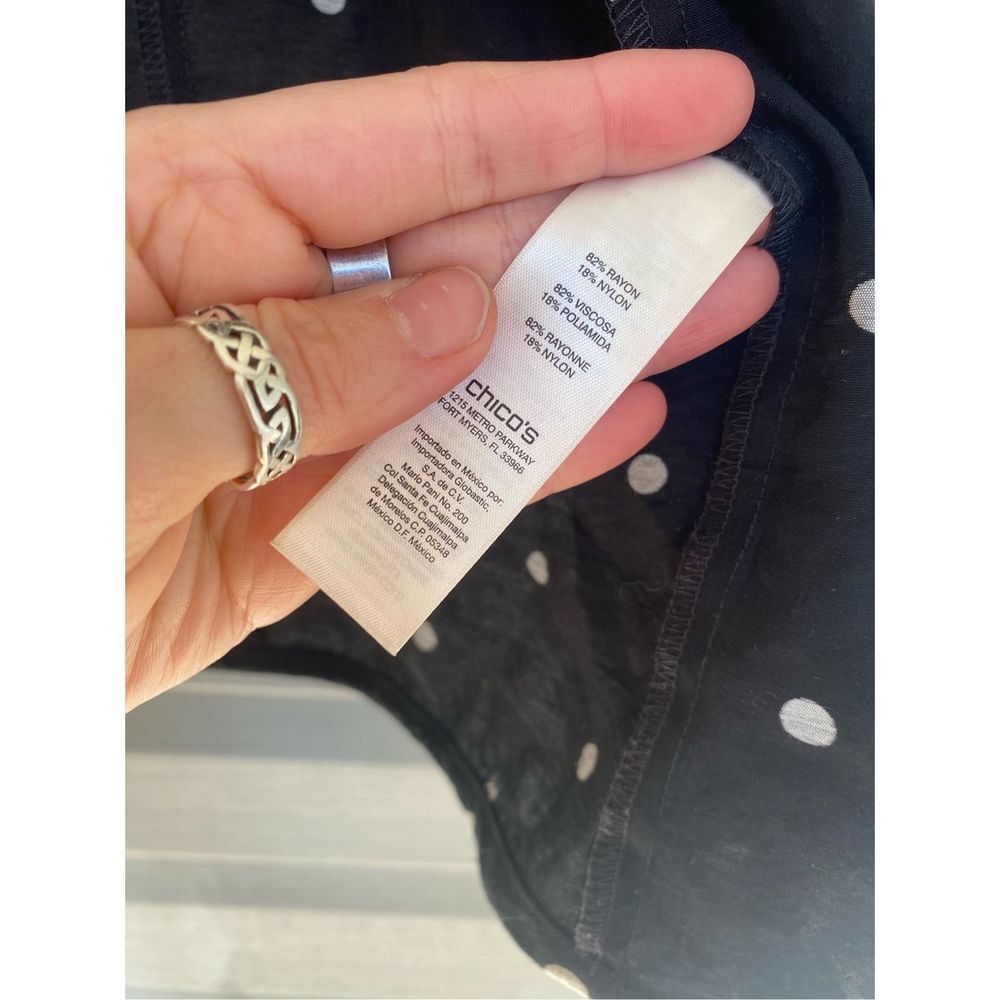 82% RAYON
18% NYLON
82% VISCOSA
18% POLIAMIDA
82% RAYONNE
18% NYLON
chico's
1215 METRO PARKWAY
FORT MYERS, FL 33966
Importado en México por:
Importadora Globastic,
S.A. de C.V.
Mario Pani No. 200
Col Santa Fe Cuajimalpa
Delegación Cuajimalpa
de Morelos C.P. 05348
México D.F. México